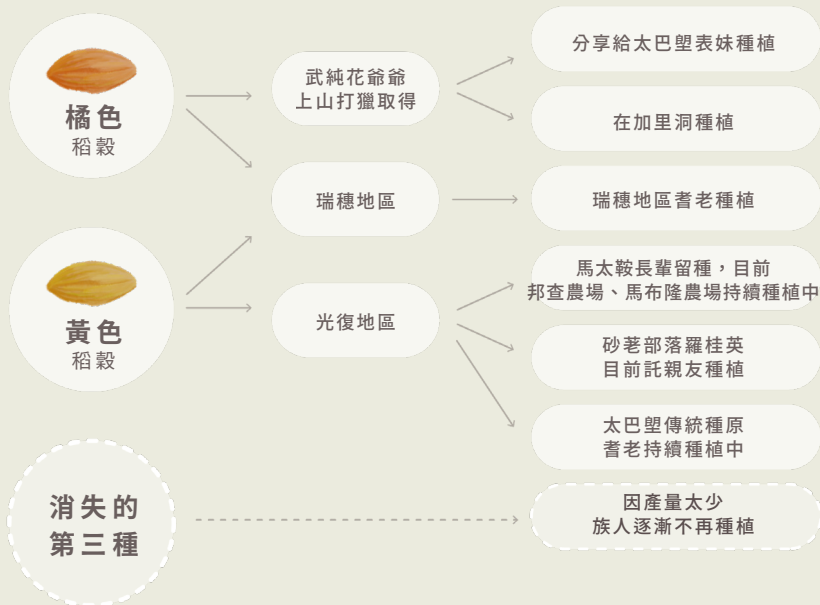 橘色
稻穀
武純花爺爺
上山打獵取得
分享給太巴塱表妹種植
在加里洞種植
瑞穗地區
瑞穗地區耆老種植
黃色
稻穀
光復地區
馬太鞍長輩留種，目前
邦查農場、馬布隆農場持續種植中
砂荖部落羅桂英
目前託親友種植
太巴塱傳統種原
耆老持續種植中
消失的
第三種
因產量太少
族人逐漸不再種植